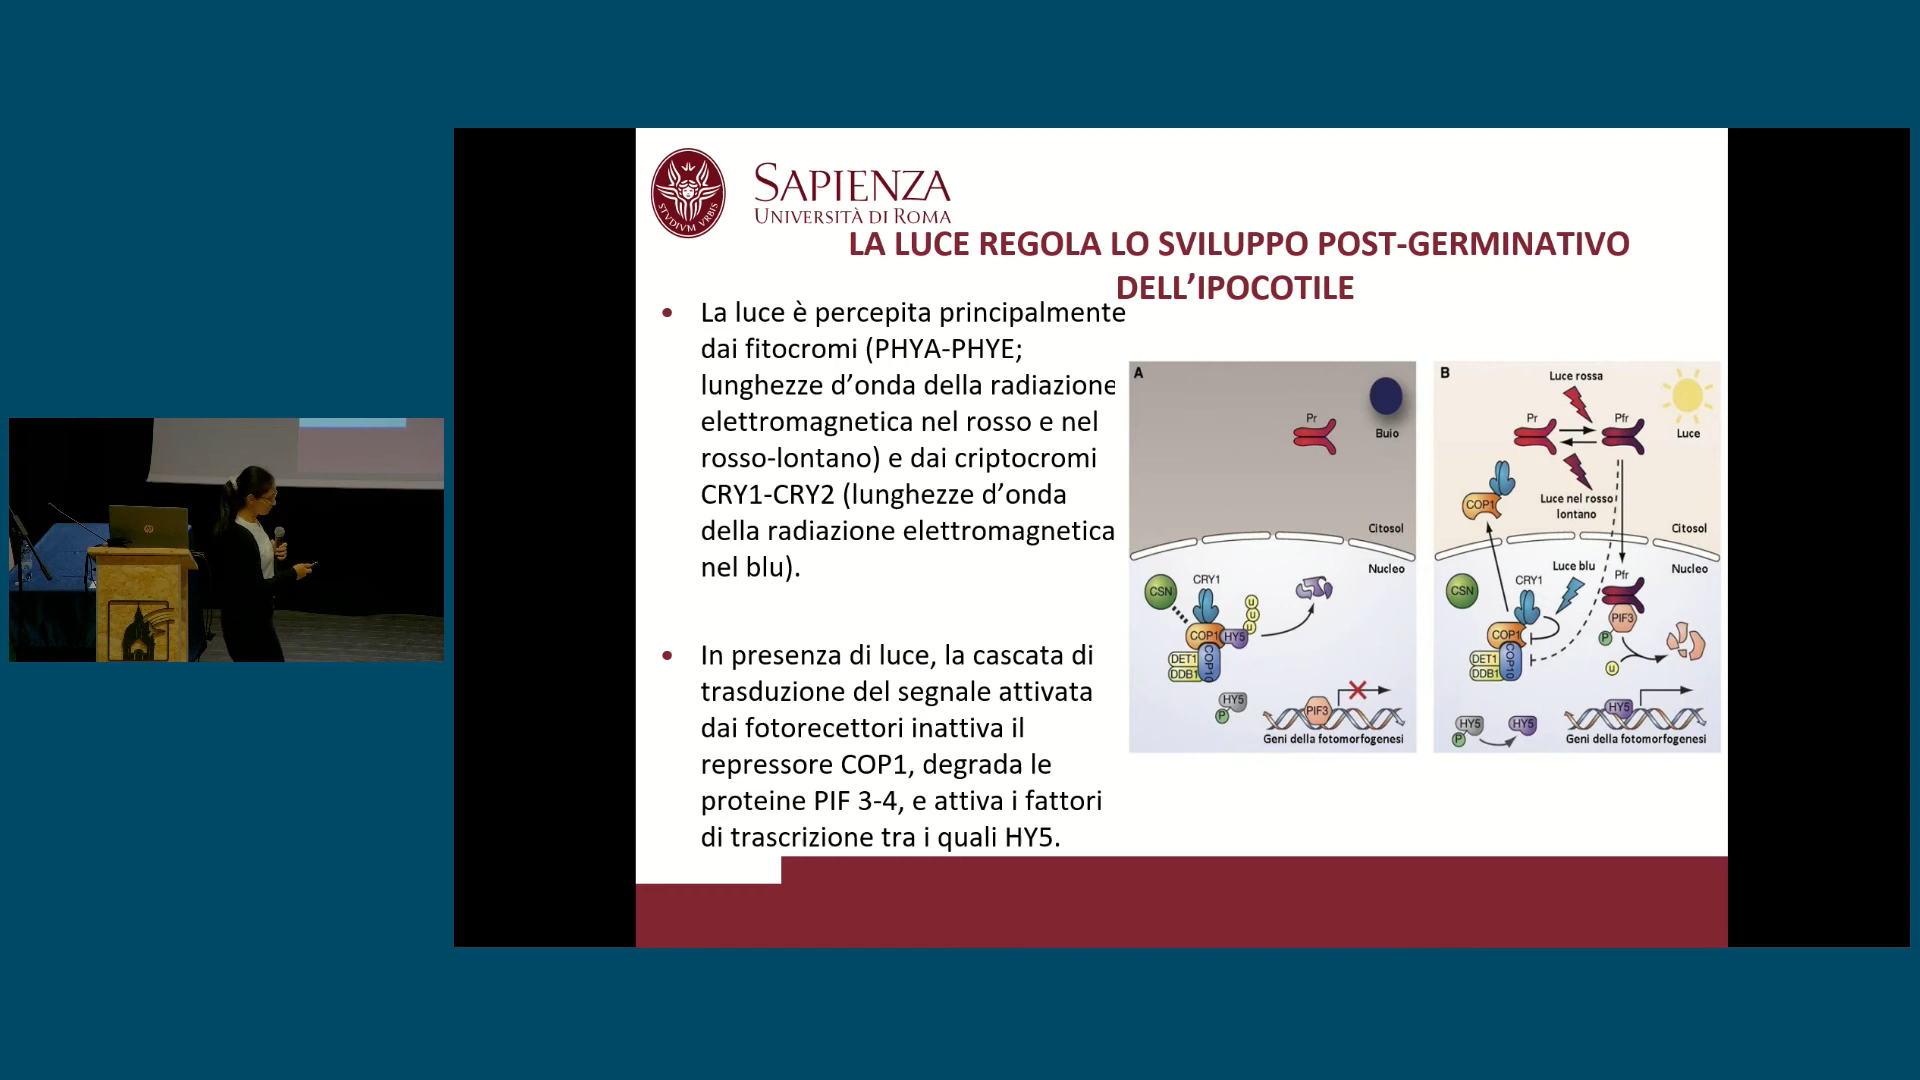 SAPIENZA
UNIVERSITÀ DI ROMA
STVDIVM VRBIS
LA LUCE REGOLA LO SVILUPPO POST-GERMINATIVO
DELL’IPOCOTILE
• La luce è percepita principalmente
dai fitocromi (PHYA-PHYE;
lunghezze d’onda della radiazione
elettromagnetica nel rosso e nel
rosso-lontano) e dai criptocromi
CRY1-CRY2 (lunghezze d’onda
della radiazione elettromagnetica
nel blu).
• In presenza di luce, la cascata di
trasduzione del segnale attivata
dai fotorecettori inattiva il
repressore COP1, degrada le
proteine PIF 3-4, e attiva i fattori
di trascrizione tra i quali HY5.
A
Pr
Buio
Citosol
Nucleo
CSN
CRY1
U
U
U
COP1
HY5
DET1
DDB1
COP10
HY5
P
PIF3
Geni della fotomorfogenesi
B
Luce rossa
Pr
Pfr
Luce
COP1
Luce nel rosso
lontano
Citosol
Nucleo
Luce blu
CSN
CRY1
Pfr
PIF3
P
U
COP1
DET1
DDB1
COP10
HY5
P
HY5
HY5
Geni della fotomorfogenesi